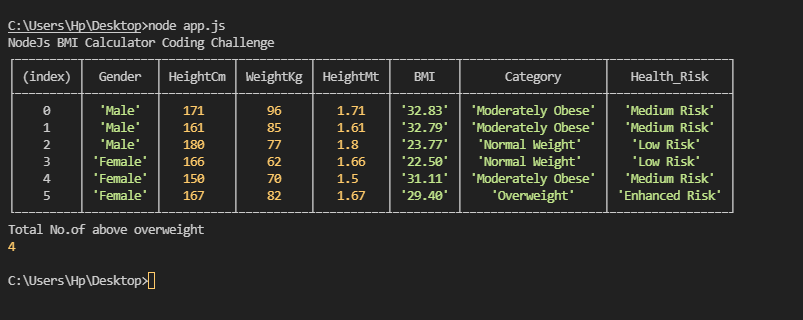 C:\Users\Hp\Desktop>node app.js
NodeJs BMI Calculator Coding Challenge
(index) Gender HeightCm WeightKg HeightMt BMI Category Health_Risk
0 'Male' 171 96 1.71 '32.83' 'Moderately Obese' 'Medium Risk'
1 'Male' 161 85 1.61 '32.79' 'Moderately Obese' 'Medium Risk'
2 'Male' 180 77 1.8 '23.77' 'Normal Weight' 'Low Risk'
3 'Female' 166 62 1.66 '22.50' 'Normal Weight' 'Low Risk'
4 'Female' 150 70 1.5 '31.11' 'Moderately Obese' 'Medium Risk'
5 'Female' 167 82 1.67 '29.40' 'Overweight' 'Enhanced Risk'
Total No.of above overweight
4
C:\Users\Hp\Desktop>